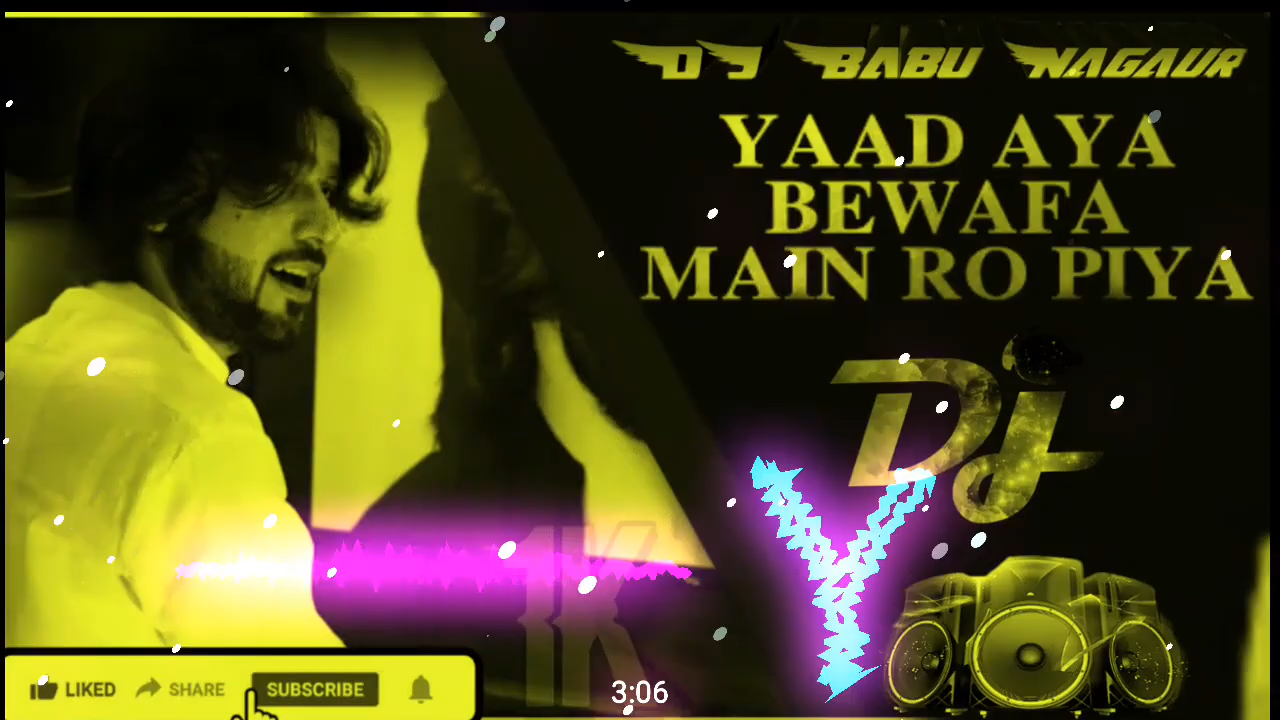 DJ BABU NAGAUR
YAAD AYA
BEWAFA
MAIN RO PIYA
Dj
Y
1K
LIKED SHARE SUBSCRIBE
3:06